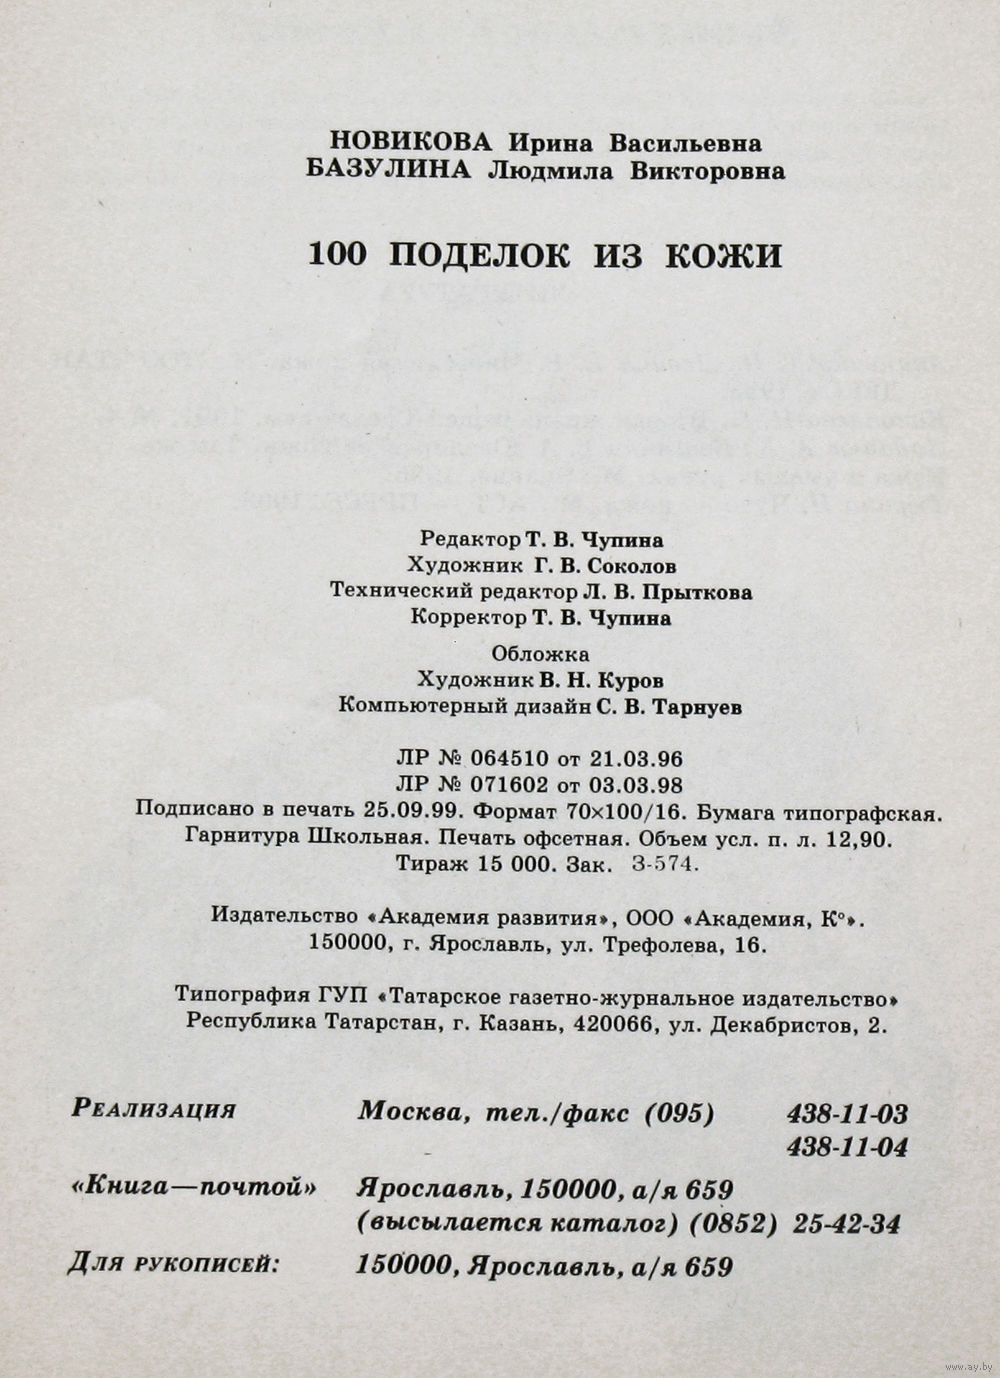 НОВИКОВА Ирина Васильевна
БАЗУЛИНА Людмила Викторовна
100 ПОДЕЛОК ИЗ КОЖИ
Редактор Т. В. Чупина
Художник Г. В. Соколов
Технический редактор Л. В. Прыткова
Корректор Т. В. Чупина
Обложка
Художник В. Н. Куров
Компьютерный дизайн С. В. Тарнуев
ЛР № 064510 от 21.03.96
ЛР № 071602 от 03.03.98
Подписано в печать 25.09.99. Формат 70×100/16. Бумага типографская.
Гарнитура Школьная. Печать офсетная. Объем усл. п. л. 12,90.
Тираж 15 000. Зак. З-574.
Издательство «Академия развития», ООО «Академия, К°».
150000, г. Ярославль, ул. Трефолева, 16.
Типография ГУП «Татарское газетно-журнальное издательство»
Республика Татарстан, г. Казань, 420066, ул. Декабристов, 2.
РЕАЛИЗАЦИЯ Москва, тел./факс (095) 438-11-03
438-11-04
«Книга—почтой» Ярославль, 150000, а/я 659
(высылается каталог) (0852) 25-42-34
ДЛЯ РУКОПИСЕЙ: 150000, Ярославль, а/я 659
www.ay.by